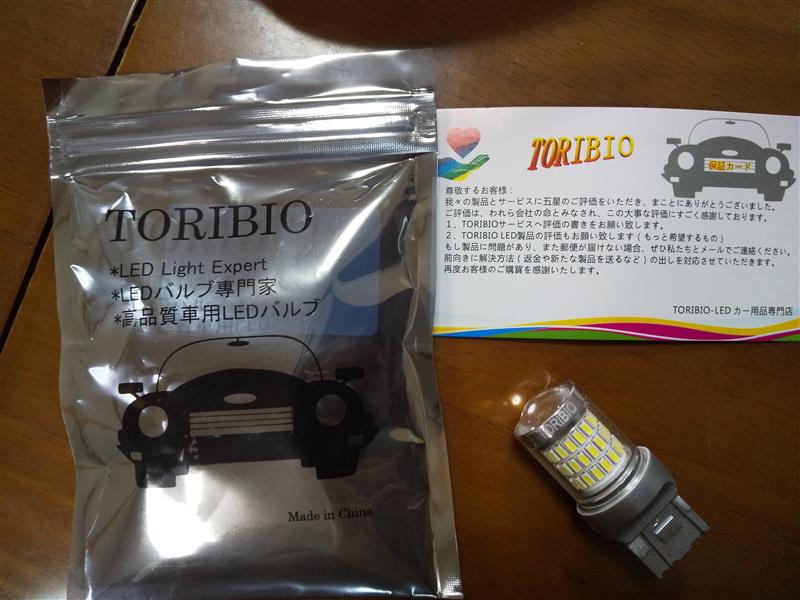 TORIBIO
*LED Light Expert
*LEDバルブ専門家
*高品質車用LEDバルブ
Made in China
TORIBIO
保証カード
尊敬するお客様：
我々の製品とサービスに五星のご評価をいただき、まことにありがとうございました。
ご評価は、われら会社の命とみなされ、この大事な評価にすごく感謝しております。
1、TORIBIOサービスへ評価の書きをお願い致します。
2、TORIBIO LED製品の評価もお願い致します（もっと希望するもの）
もし製品に問題があり、また郵便が届けない場合、ぜひ私たちとメールでご連絡ください。
前向きに解決方法（返金や新たな製品を送るなど）の出しを対応させていただきます。
再度お客様のご購買を感謝いたします。
TORIBIO-LED カー用品専門店
ORIBIO